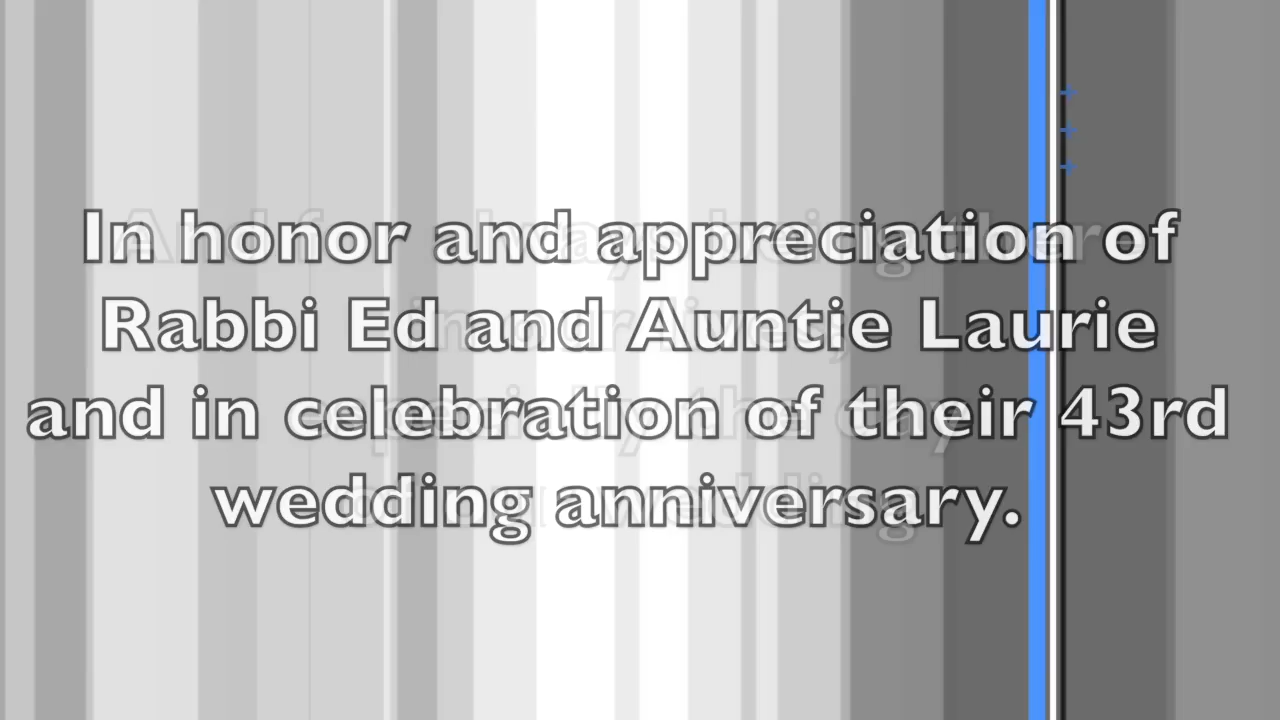 In honor and appreciation of
Rabbi Ed and Auntie Laurie
and in celebration of their 43rd
wedding anniversary.